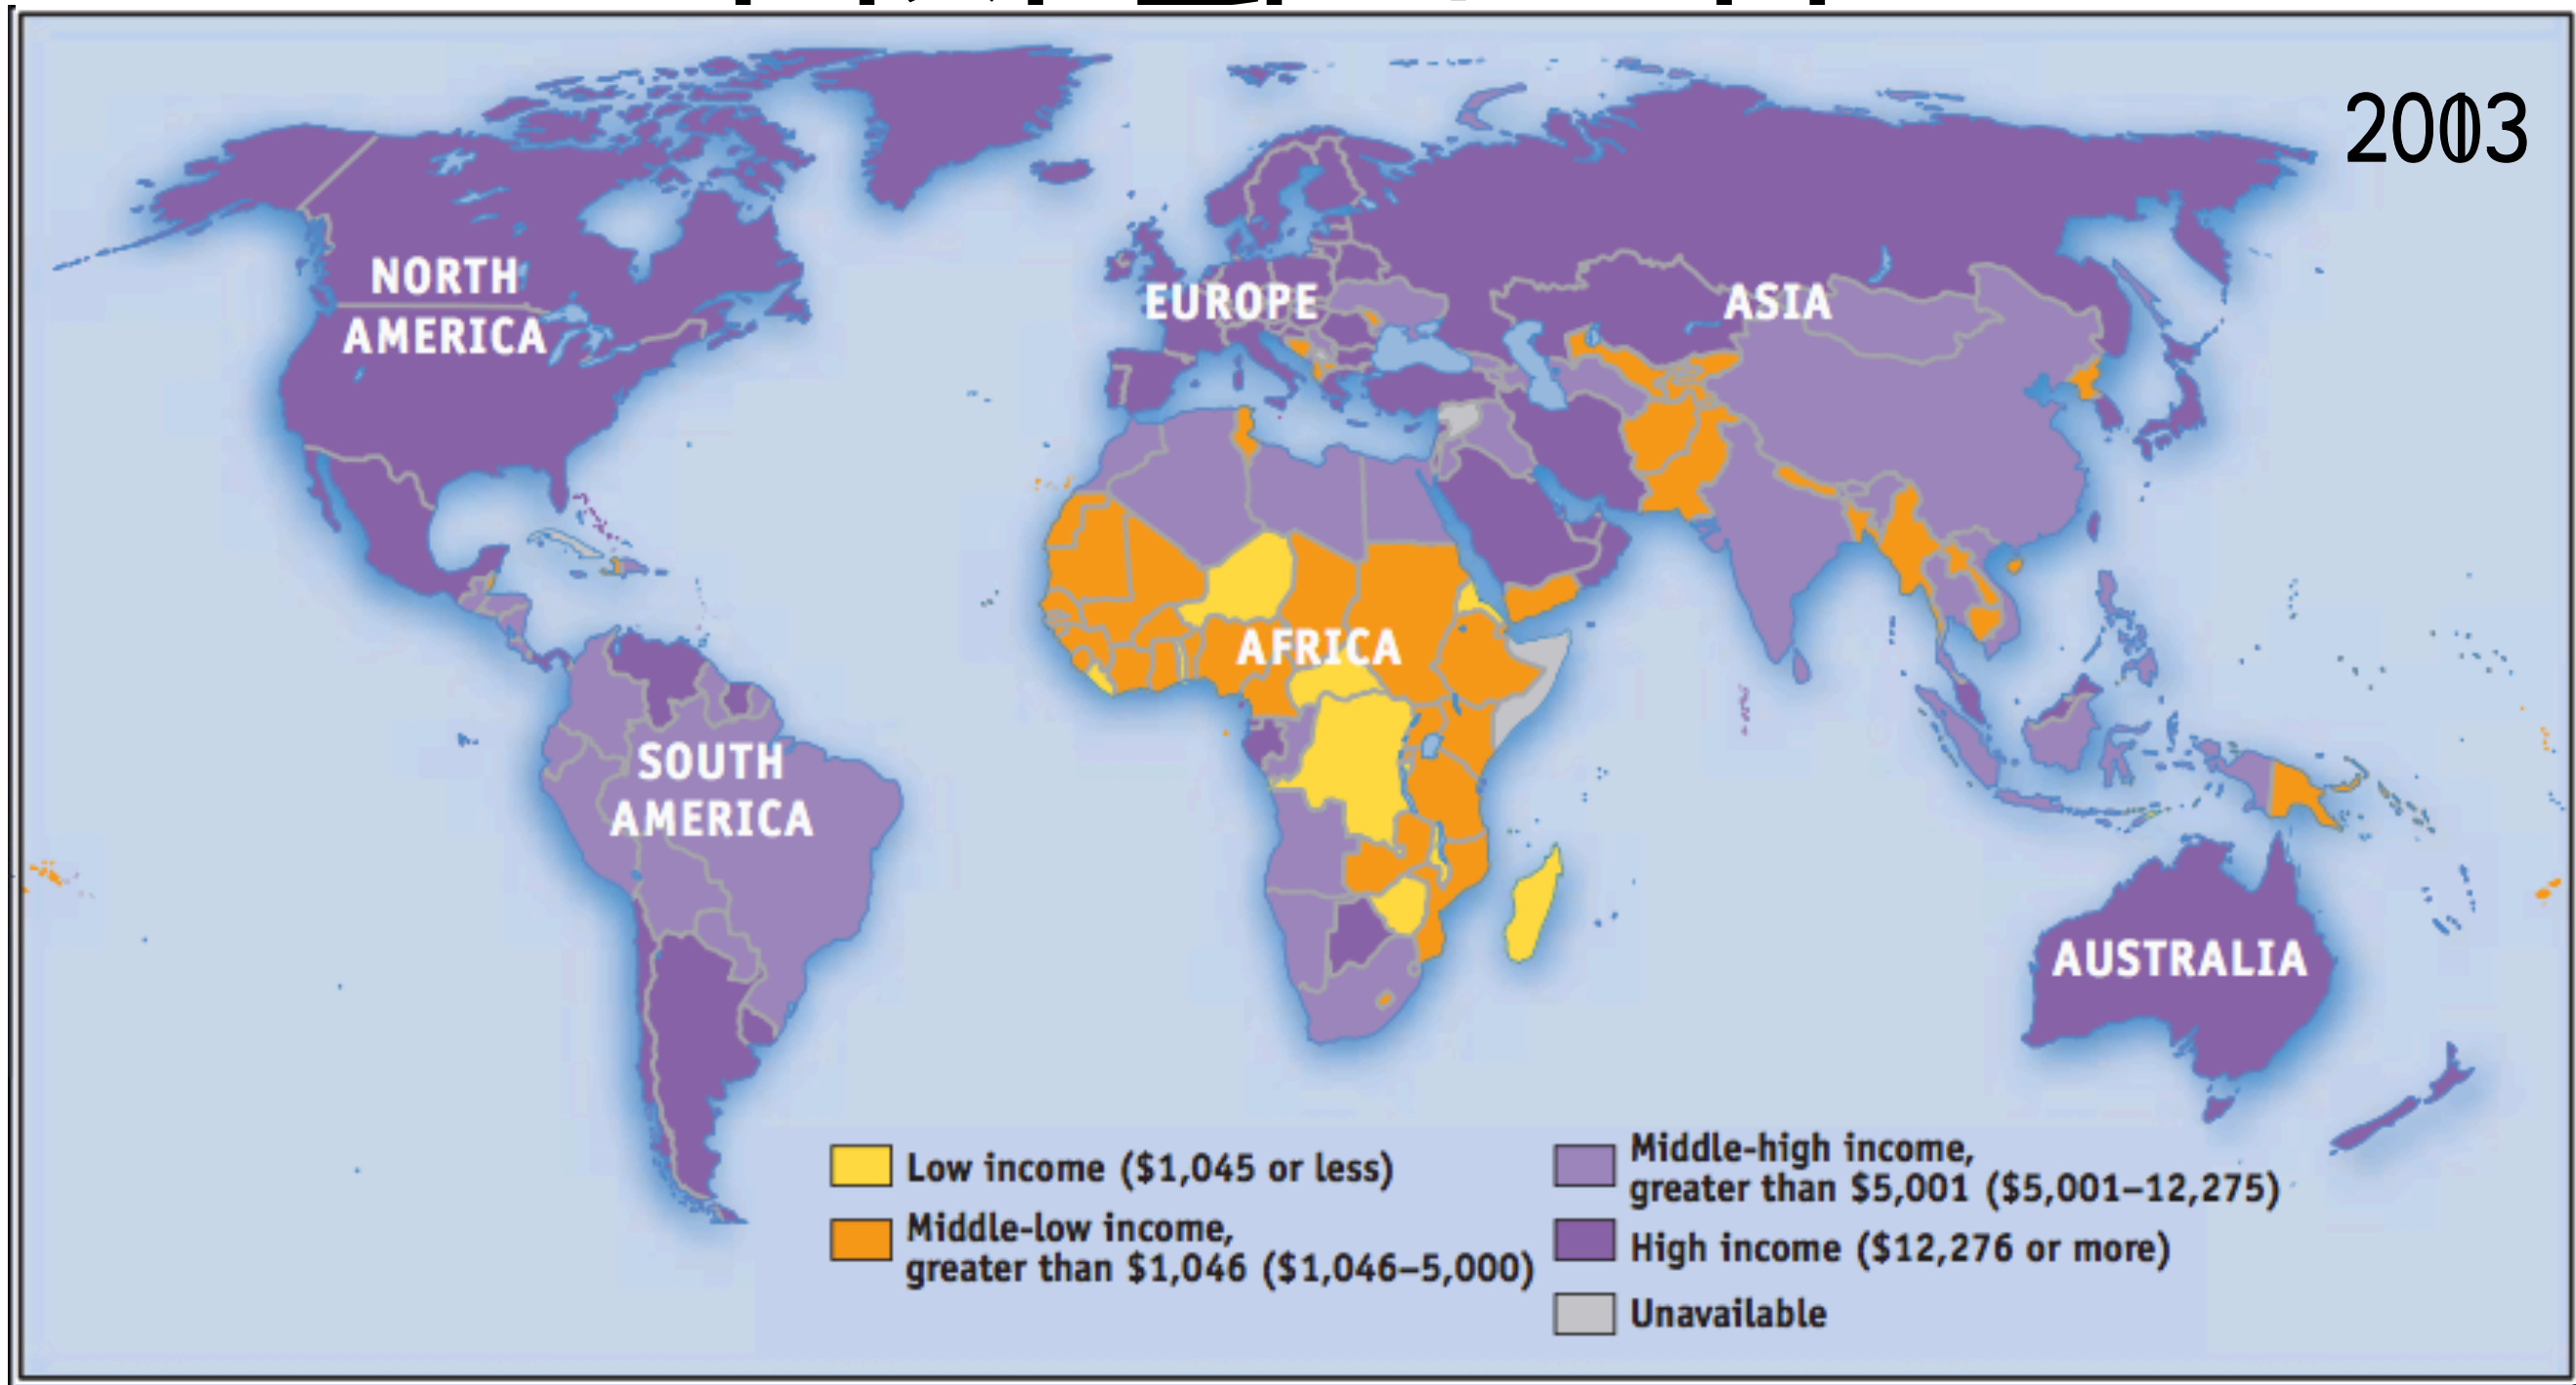 NORTH
AMERICA
EUROPE
ASIA
AFRICA
SOUTH
AMERICA
AUSTRALIA
Low income ($1,045 or less)
Middle-low income,
greater than $1,046 ($1,046–5,000)
Middle-high income,
greater than $5,001 ($5,001–12,275)
High income ($12,276 or more)
Unavailable